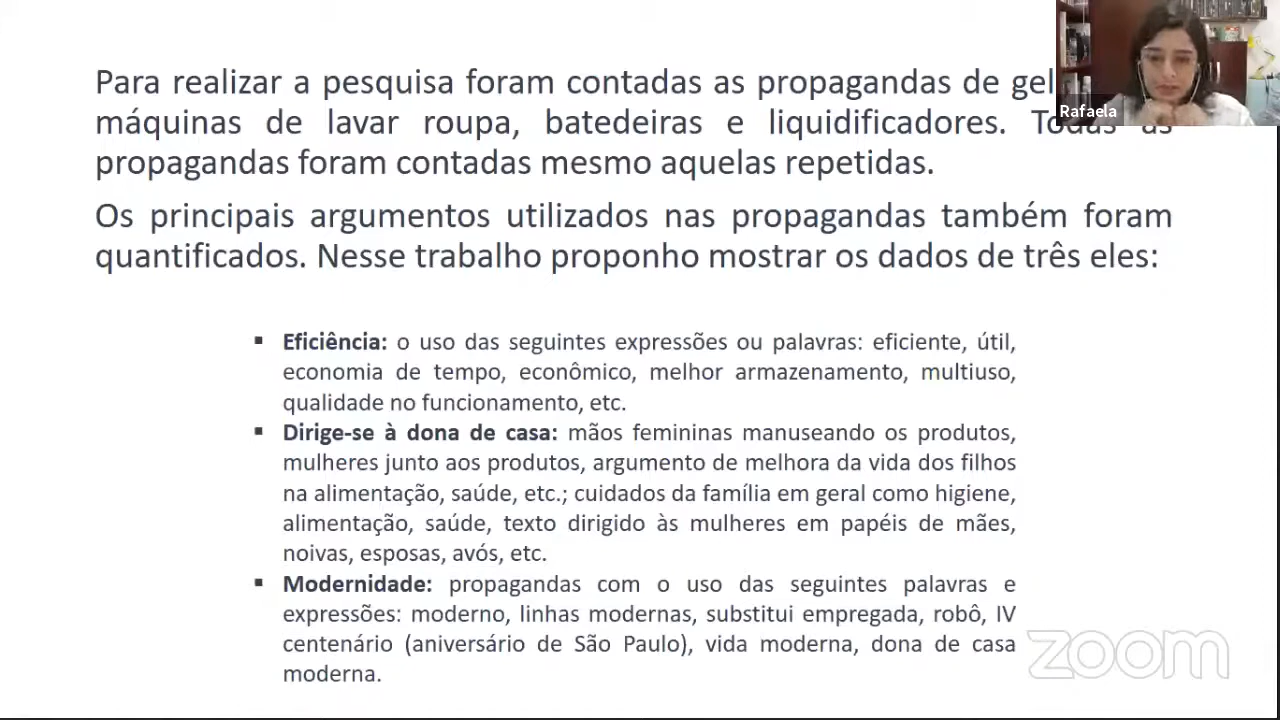 Para realizar a pesquisa foram contadas as propagandas de gel
máquinas de lavar roupa, batedeiras e liquidificadores. Todas as
propagandas foram contadas mesmo aquelas repetidas.
Os principais argumentos utilizados nas propagandas também foram
quantificados. Nesse trabalho proponho mostrar os dados de três eles:
▪ Eficiência: o uso das seguintes expressões ou palavras: eficiente, útil,
economia de tempo, econômico, melhor armazenamento, multiuso,
qualidade no funcionamento, etc.
▪ Dirige-se à dona de casa: mãos femininas manuseando os produtos,
mulheres junto aos produtos, argumento de melhora da vida dos filhos
na alimentação, saúde, etc.; cuidados da família em geral como higiene,
alimentação, saúde, texto dirigido às mulheres em papéis de mães,
noivas, esposas, avós, etc.
▪ Modernidade: propagandas com o uso das seguintes palavras e
expressões: moderno, linhas modernas, substitui empregada, robô, IV
centenário (aniversário de São Paulo), vida moderna, dona de casa
moderna.
Rafaela
zoom